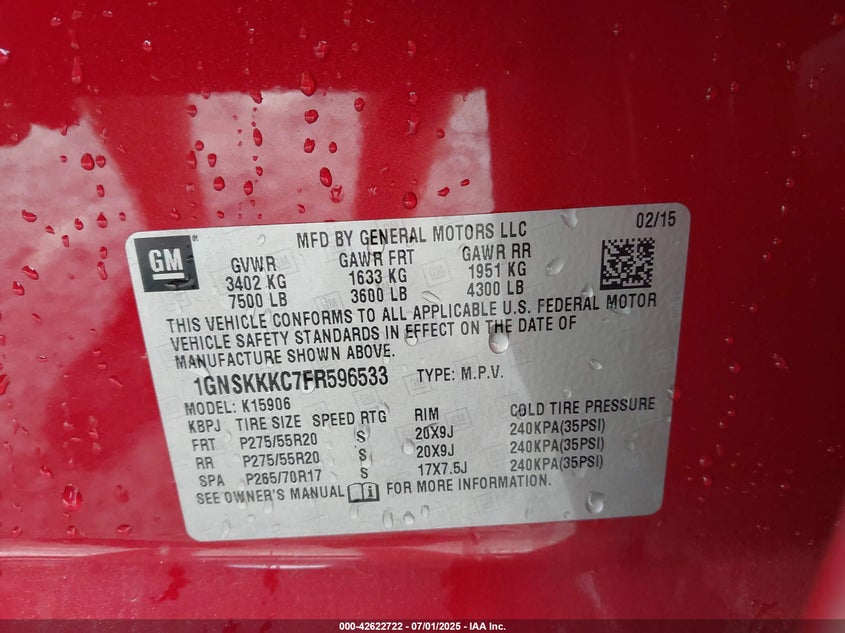 GM
MFD BY GENERAL MOTORS LLC
02/15
GVWR GAWR FRT GAWR RR
3402 KG 1633 KG 1951 KG
7500 LB 3600 LB 4300 LB
THIS VEHICLE CONFORMS TO ALL APPLICABLE U.S. FEDERAL MOTOR
VEHICLE SAFETY STANDARDS IN EFFECT ON THE DATE OF
MANUFACTURE SHOWN ABOVE.
1GNSKKKC7FR596533 TYPE: M.P.V.
MODEL: K15906
KBPJ TIRE SIZE SPEED RTG RIM COLD TIRE PRESSURE
FRT P275/55R20 S 20X9J 240KPA(35PSI)
RR P275/55R20 S 20X9J 240KPA(35PSI)
SPA P265/70R17 S 17X7.5J 240KPA(35PSI)
SEE OWNER'S MANUAL FOR MORE INFORMATION.
000-42622722 - 07/01/2025 - IAA Inc.